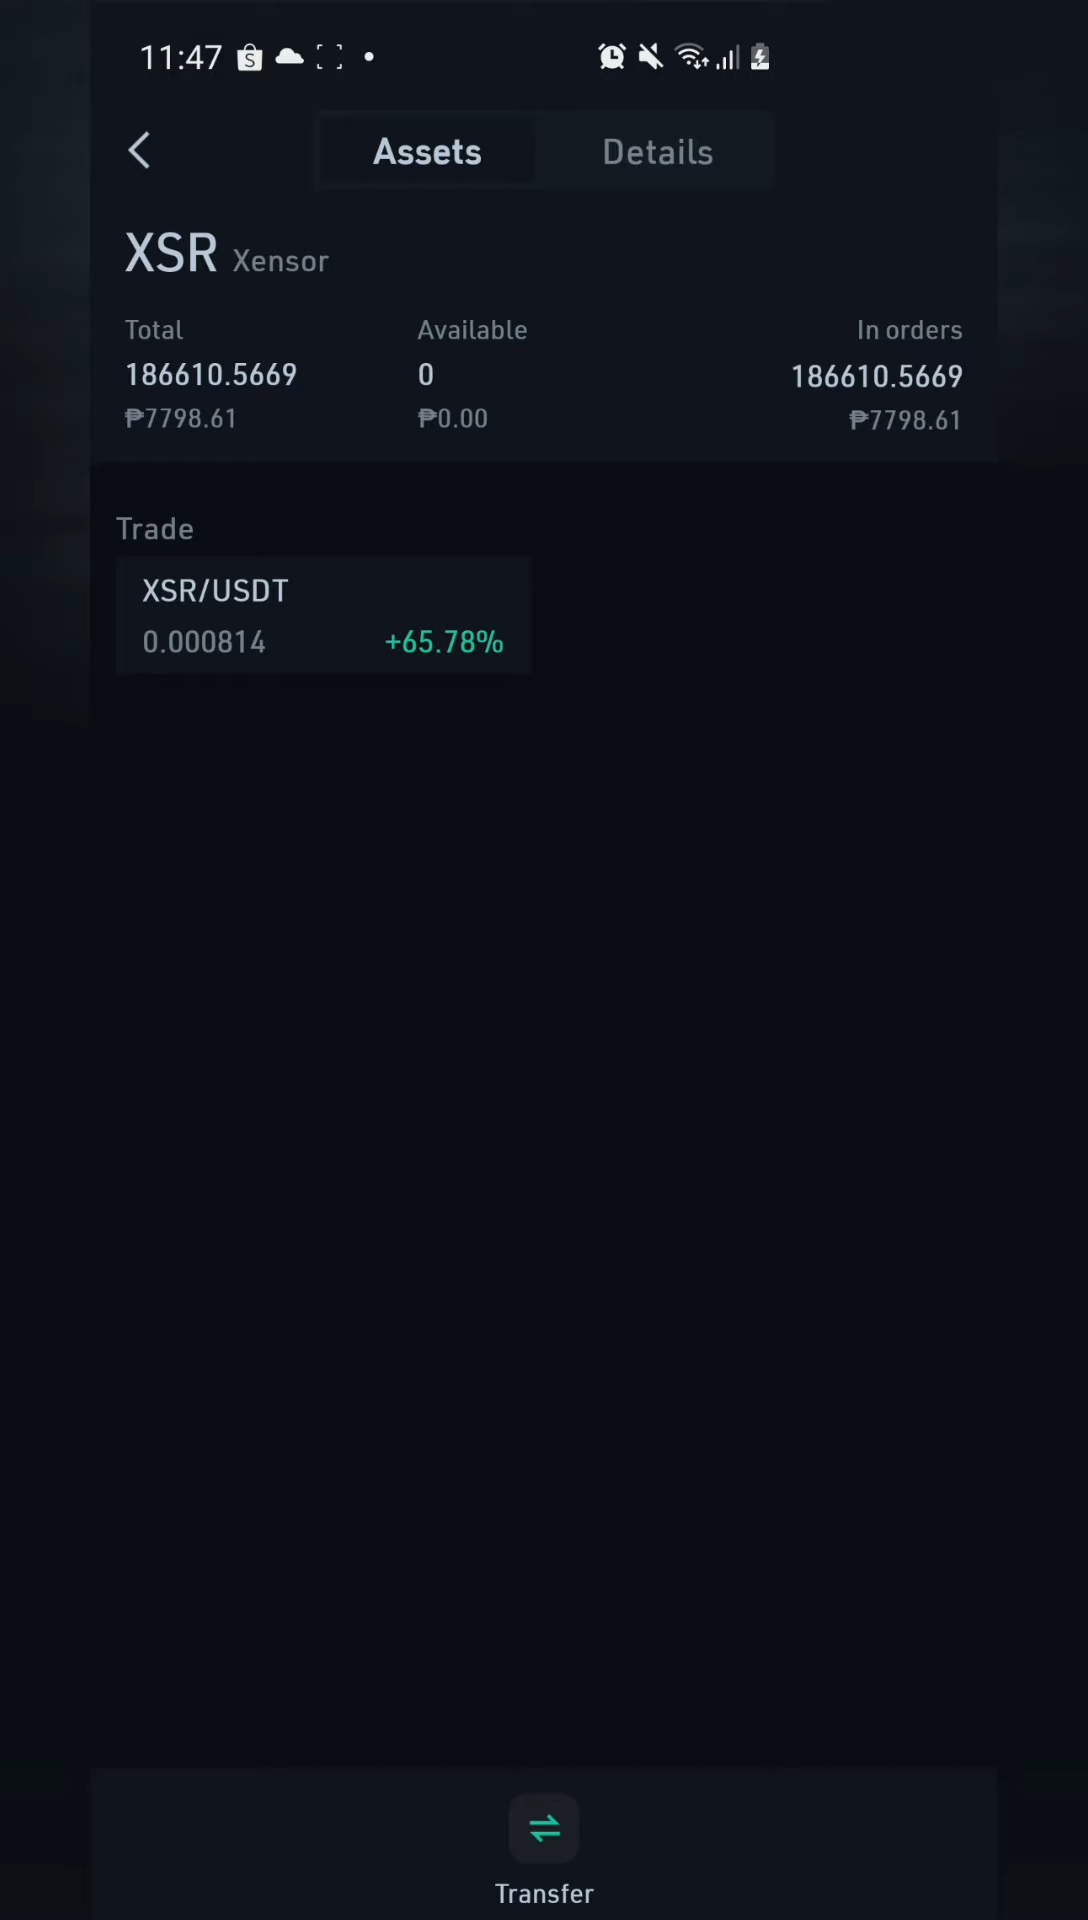 11:47
Assets Details
XSR Xensor
Total Available In orders
186610.5669 0 186610.5669
₱7798.61 ₱0.00 ₱7798.61
Trade
XSR/USDT
0.000814 +65.78%
Transfer